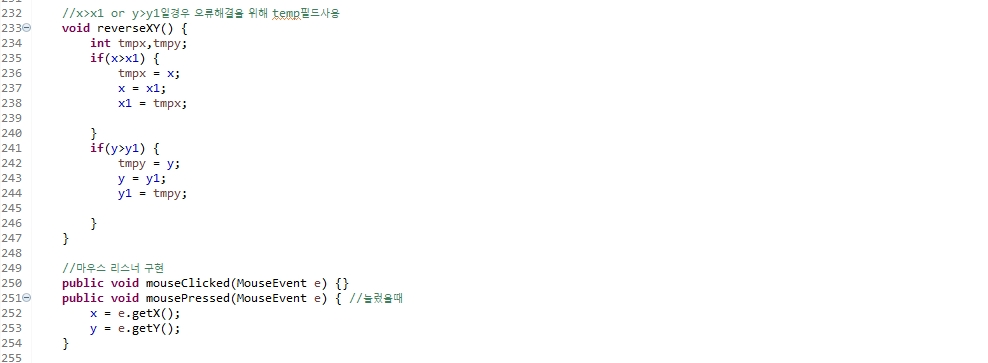 232 //x>x1 or y>y1일경우 오류해결을 위해 temp필드사용
233 void reverseXY() {
234 int tmpx,tmpy;
235 if(x>x1) {
236 tmpx = x;
237 x = x1;
238 x1 = tmpx;
239
240 }
241 if(y>y1) {
242 tmpy = y;
243 y = y1;
244 y1 = tmpy;
245
246 }
247 }
248
249 //마우스 리스너 구현
250 public void mouseClicked(MouseEvent e) {}
251 public void mousePressed(MouseEvent e) { //눌렀을때
252 x = e.getX();
253 y = e.getY();
254 }
255